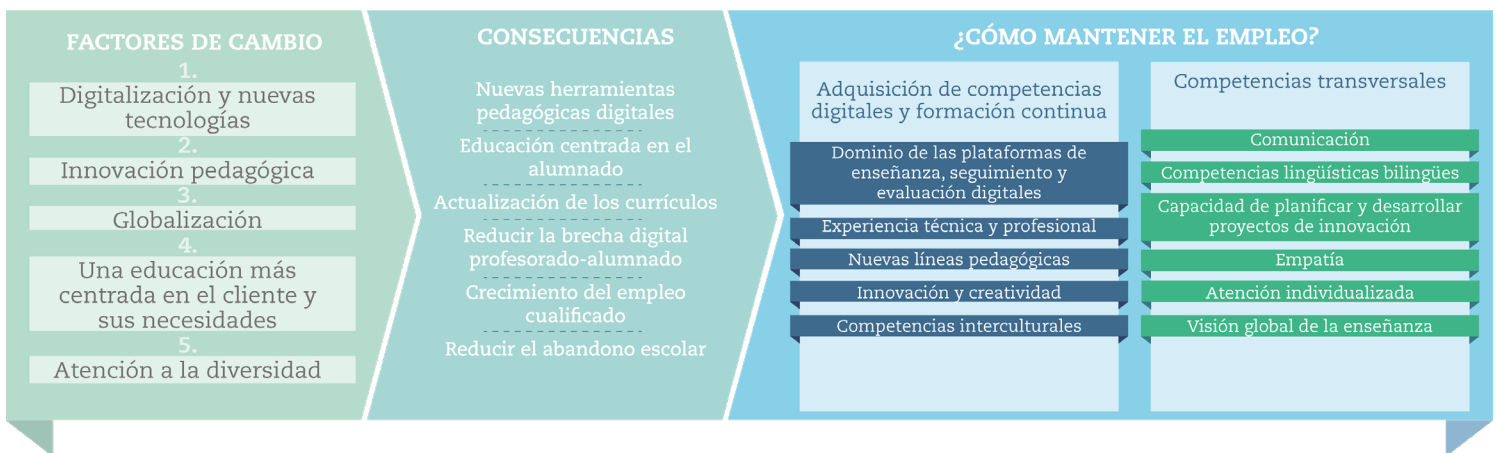 FACTORES DE CAMBIO
1.
Digitalización y nuevas
tecnologías
2.
Innovación pedagógica
3.
Globalización
4.
Una educación más
centrada en el cliente y
sus necesidades
5.
Atención a la diversidad
CONSECUENCIAS
Nuevas herramientas
pedagógicas digitales
Educación centrada en el
alumnado
Actualización de los currículos
Reducir la brecha digital
profesorado-alumnado
Crecimiento del empleo
cualificado
Reducir el abandono escolar
¿CÓMO MANTENER EL EMPLEO?
Adquisición de competencias
digitales y formación continua
Dominio de las plataformas de
enseñanza, seguimiento y
evaluación digitales
Experiencia técnica y profesional
Nuevas líneas pedagógicas
Innovación y creatividad
Competencias interculturales
Competencias transversales
Comunicación
Competencias lingüísticas bilingües
Capacidad de planificar y desarrollar
proyectos de innovación
Empatía
Atención individualizada
Visión global de la enseñanza